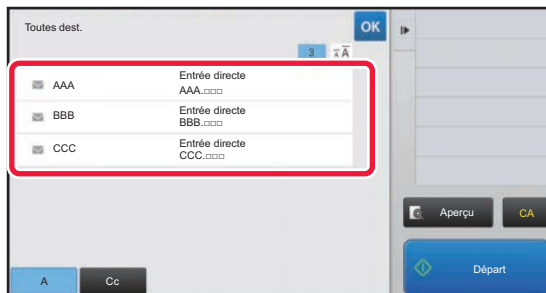 Toutes dest.
OK
3 AA
AAA Entrée directe
AAA.□□□
BBB Entrée directe
BBB.□□□
CCC Entrée directe
CCC.□□□
Aperçu CA
A Cc Départ